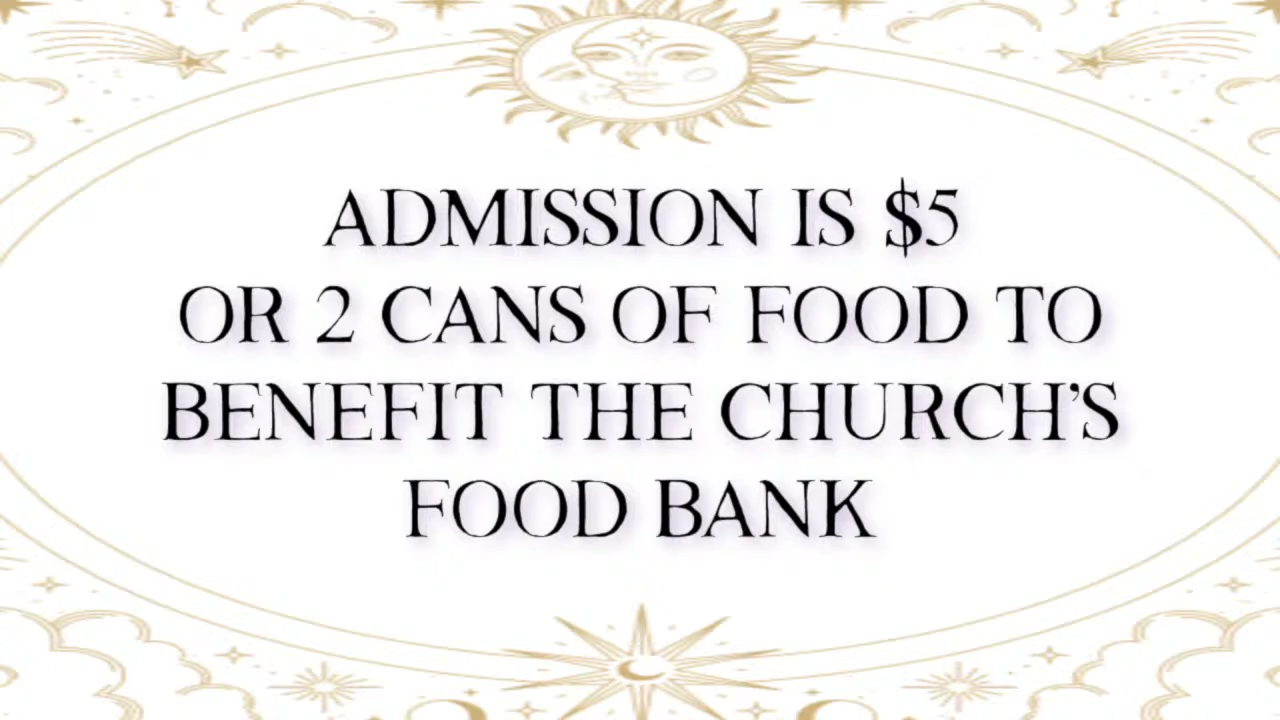 ADMISSION IS $5
OR 2 CANS OF FOOD TO
BENEFIT THE CHURCH'S
FOOD BANK